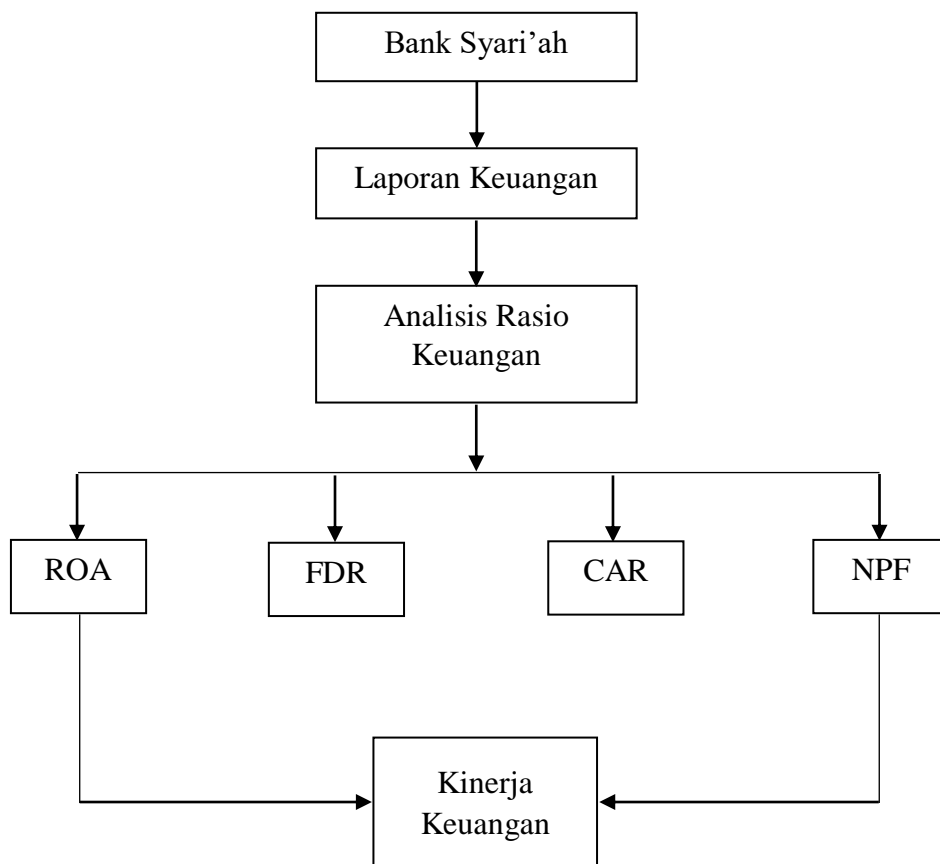 Bank Syari’ah
Laporan Keuangan
Analisis Rasio
Keuangan
ROA
FDR
CAR
NPF
Kinerja
Keuangan